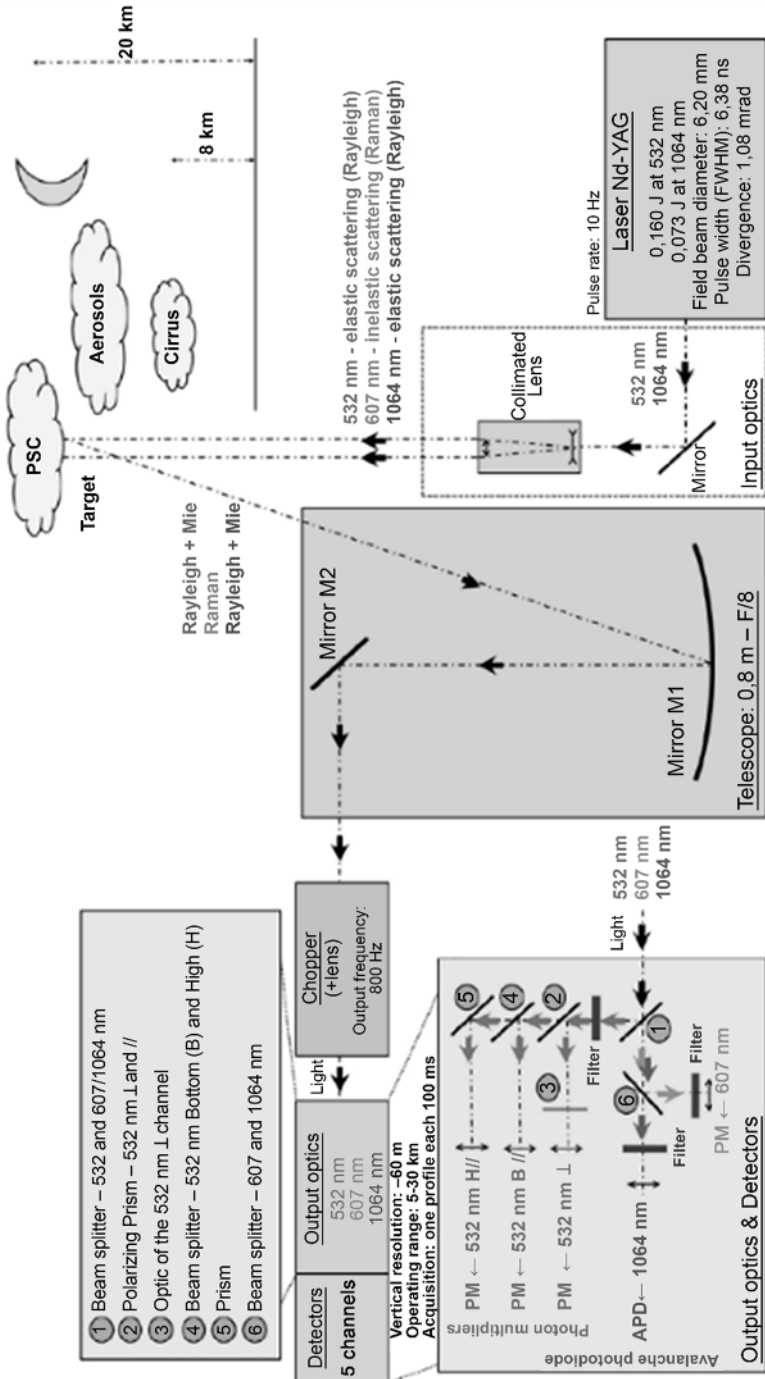 ① Beam splitter – 532 and 607/1064 nm
② Polarizing Prism – 532 nm ⊥ and //
③ Optic of the 532 nm ⊥ channel
④ Beam splitter – 532 nm Bottom (B) and High (H)
⑤ Prism
⑥ Beam splitter – 607 and 1064 nm
Detectors
5 channels
Output optics
532 nm
607 nm
1064 nm
Light
Chopper
(+lens)
Output frequency:
800 Hz
Vertical resolution: –60 m
Operating range: 5-30 km
Acquisition: one profile each 100 ms
Photon multipliers
Avalanche photodiode
PM ← 532 nm H//
PM ← 532 nm B //
PM ← 532 nm ⊥
APD← 1064 nm
PM ← 607 nm
5
4
3
2
1
6
Filter
Filter
Filter
Light
532 nm
607 nm
1064 nm
Output optics & Detectors
Mirror M2
Mirror M1
Telescope: 0,8 m – F/8
Rayleigh + Mie
Raman
Rayleigh + Mie
Target
PSC
Aerosols
Cirrus
8 km
20 km
532 nm - elastic scattering (Rayleigh)
607 nm - inelastic scattering (Raman)
1064 nm - elastic scattering (Rayleigh)
Collimated
Lens
Mirror
532 nm
1064 nm
Input optics
Pulse rate: 10 Hz
Laser Nd-YAG
0,160 J at 532 nm
0,073 J at 1064 nm
Field beam diameter: 6,20 mm
Pulse width (FWHM): 6,38 ns
Divergence: 1,08 mrad